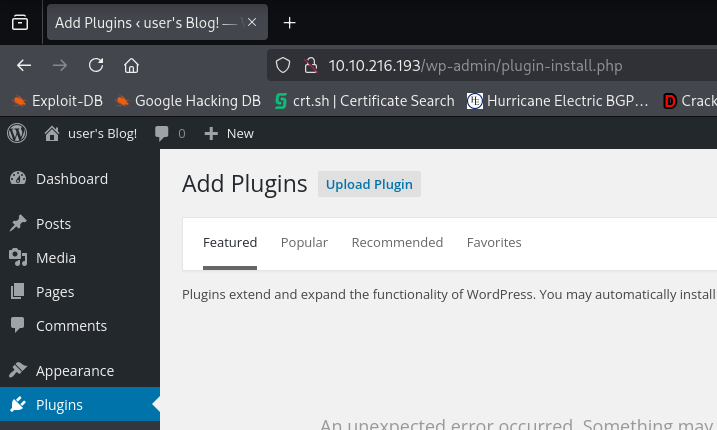 Add Plugins ‹ user's Blog! —
10.10.216.193/wp-admin/plugin-install.php
Exploit-DB Google Hacking DB crt.sh | Certificate Search Hurricane Electric BGP… Crack
user's Blog! 0 New
Dashboard
Posts
Media
Pages
Comments
Appearance
Plugins
Add Plugins Upload Plugin
Featured Popular Recommended Favorites
Plugins extend and expand the functionality of WordPress. You may automatically install
An unexpected error occurred. Something may